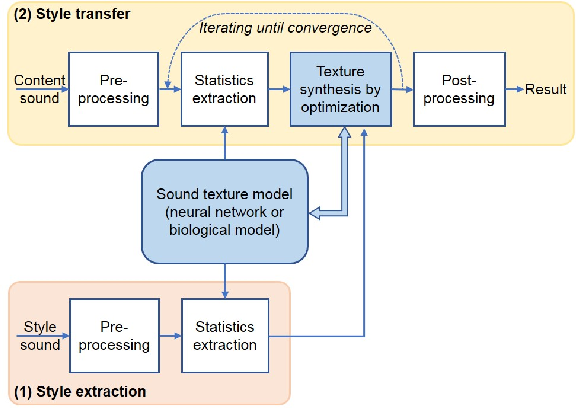 (2) Style transfer
Iterating until convergence
Content
sound
Pre-
processing
Statistics
extraction
Texture
synthesis by
optimization
Post-
processing
Result
Sound texture model
(neural network or
biological model)
Style
sound
Pre-
processing
Statistics
extraction
(1) Style extraction